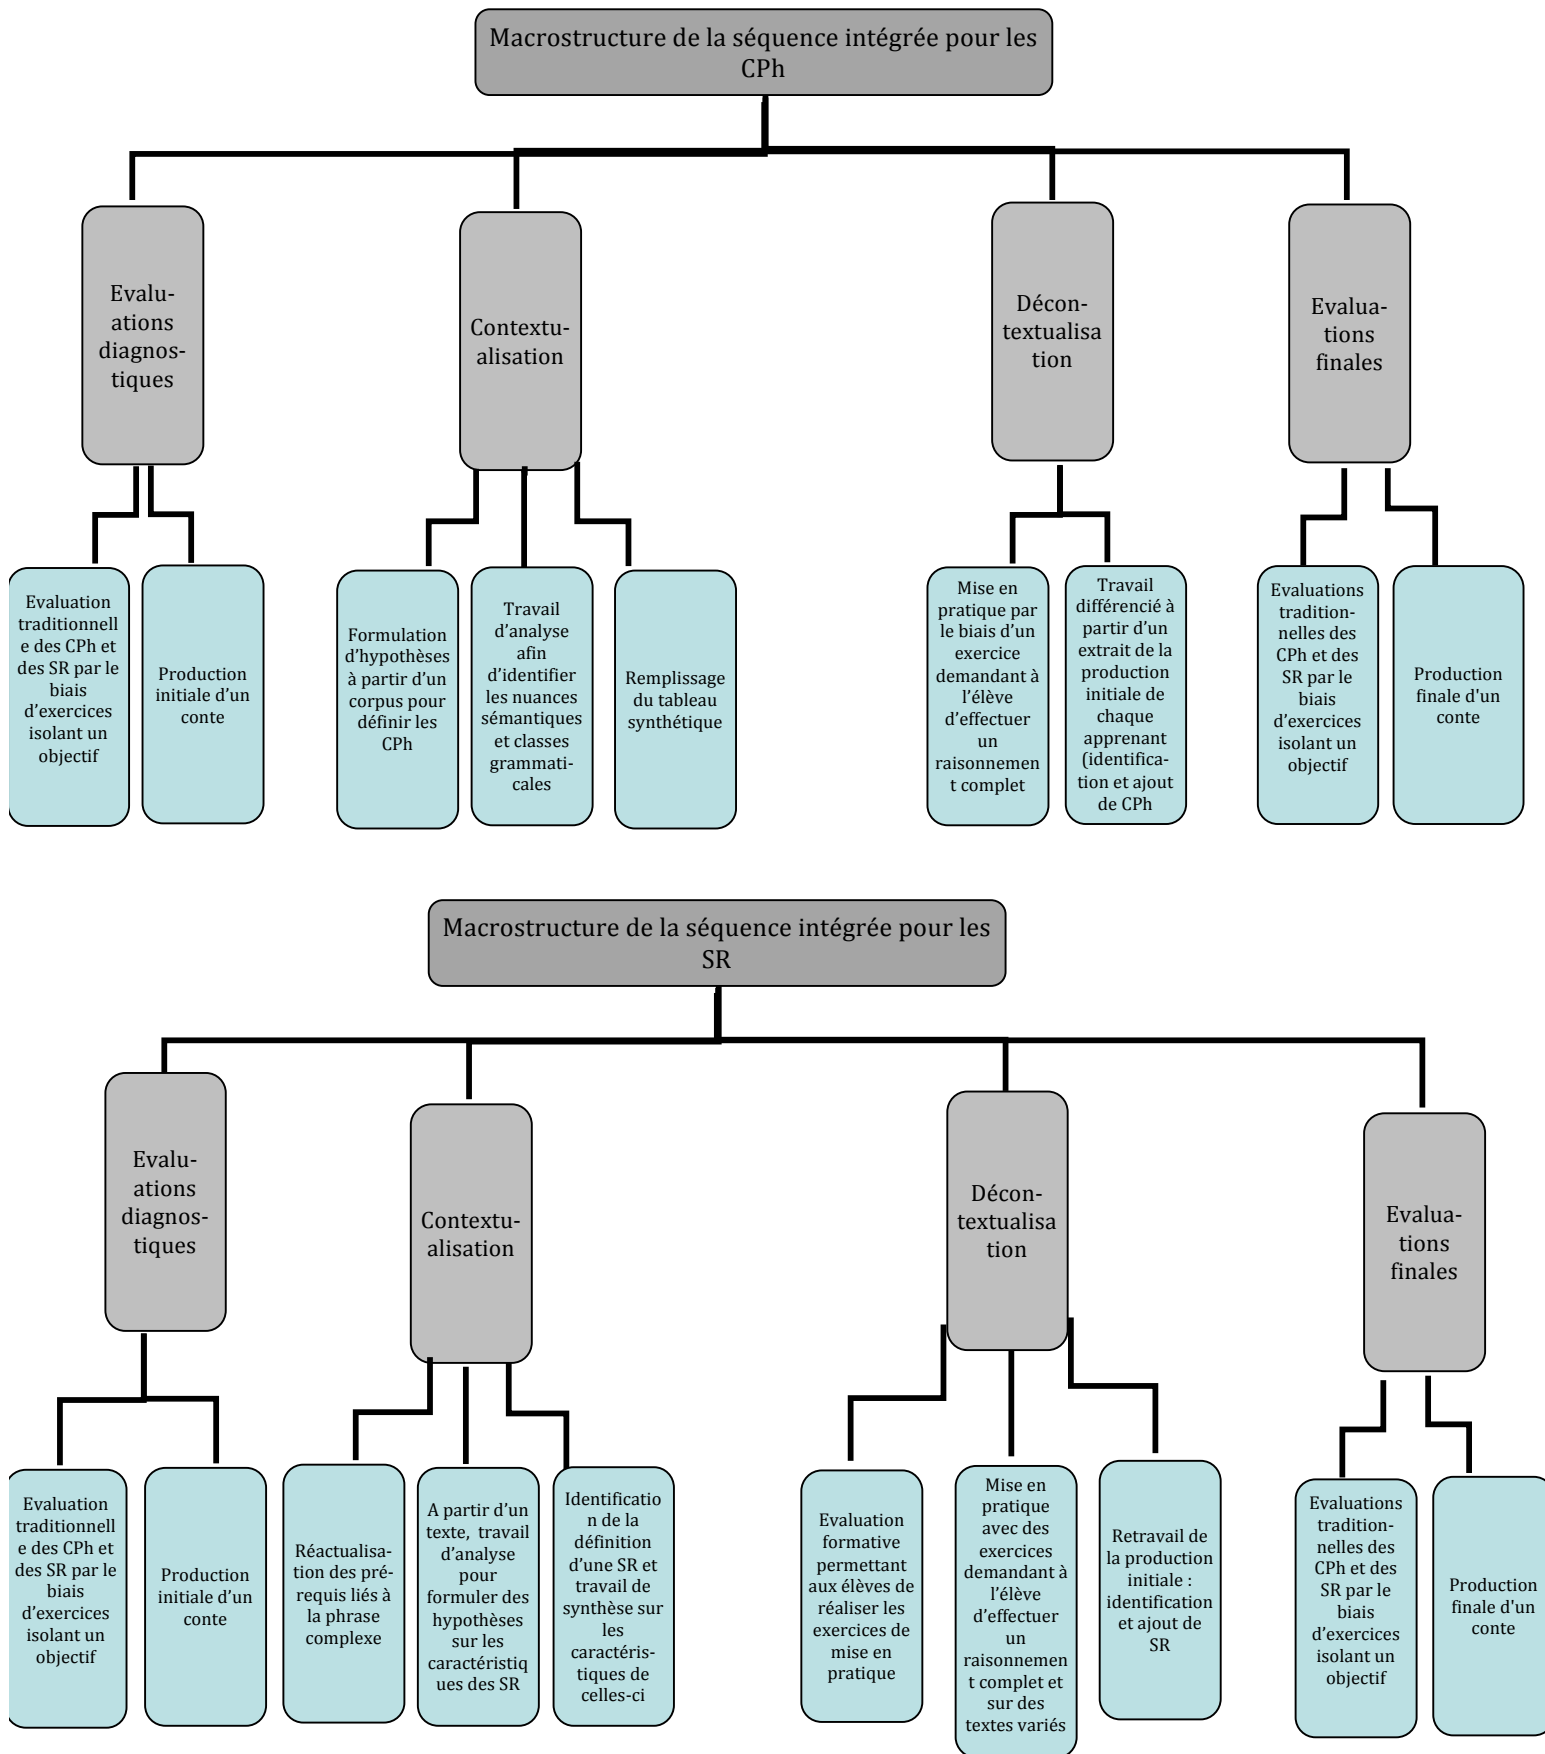 Macrostructure de la séquence intégrée pour les
CPh
Evalu-
ations
diagnos-
tiques
Contextu-
alisation
Décon-
textualisa
tion
Evalua-
tions
finales
Evaluation
traditionnell
e des CPh et
des SR par le
biais
d’exercices
isolant un
objectif
Production
initiale d’un
conte
Formulation
d’hypothèses
à partir d’un
corpus pour
définir les
CPh
Travail
d’analyse
afin
d’identifier
les nuances
sémantiques
et classes
grammati-
cales
Remplissage
du tableau
synthétique
Mise en
pratique par
le biais d’un
exercice
demandant à
l’élève
d’effectuer
un
raisonnemen
t complet
Travail
différencié à
partir d’un
extrait de la
production
initiale de
chaque
apprenant
(identifica-
tion et ajout
de CPh
Evaluations
tradition-
nelles des
CPh et des
SR par le
biais
d’exercices
isolant un
objectif
Production
finale d'un
conte
Macrostructure de la séquence intégrée pour les
SR
Evalu-
ations
diagnos-
tiques
Contextu-
alisation
Décon-
textualisa
tion
Evalua-
tions
finales
Evaluation
traditionnell
e des CPh et
des SR par le
biais
d’exercices
isolant un
objectif
Production
initiale d’un
conte
Réactualisa-
tion des pré-
requis liés à
la phrase
complexe
A partir d’un
texte, travail
d’analyse
pour
formuler des
hypothèses
sur les
caractéristiq
ues des SR
Identificatio
n de la
définition
d’une SR et
travail de
synthèse sur
les
caractéris-
tiques de
celles-ci
Evaluation
formative
permettant
aux élèves de
réaliser les
exercices de
mise en
pratique
Mise en
pratique
avec des
exercices
demandant à
l’élève
d’effectuer
un
raisonnemen
t complet et
sur des
textes variés
Retravail de
la production
initiale :
identification
et ajout de
SR
Evaluations
tradition-
nelles des
CPh et des
SR par le
biais
d’exercices
isolant un
objectif
Production
finale d'un
conte